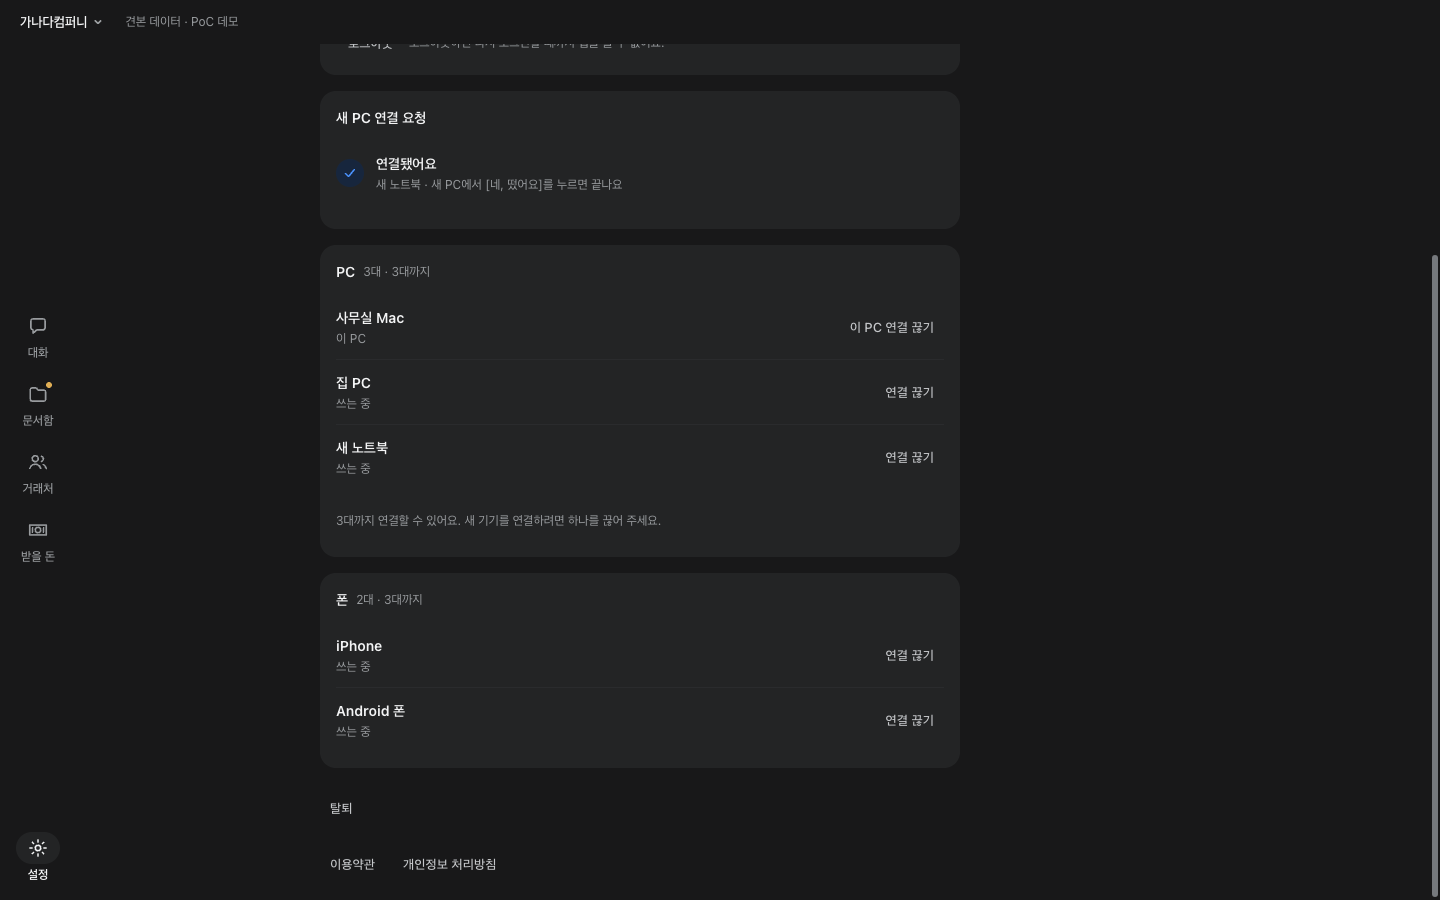 가나다컴퍼니
견본 데이터 · PoC 데모
새 PC 연결 요청
연결됐어요
새 노트북 · 새 PC에서 [네, 떴어요]를 누르면 끝나요
PC 3대 · 3대까지
사무실 Mac
이 PC
이 PC 연결 끊기
집 PC
쓰는 중
연결 끊기
새 노트북
쓰는 중
연결 끊기
3대까지 연결할 수 있어요. 새 기기를 연결하려면 하나를 끊어 주세요.
폰 2대 · 3대까지
iPhone
쓰는 중
연결 끊기
Android 폰
쓰는 중
연결 끊기
탈퇴
이용약관
개인정보 처리방침
대화
문서함
거래처
받을 돈
설정